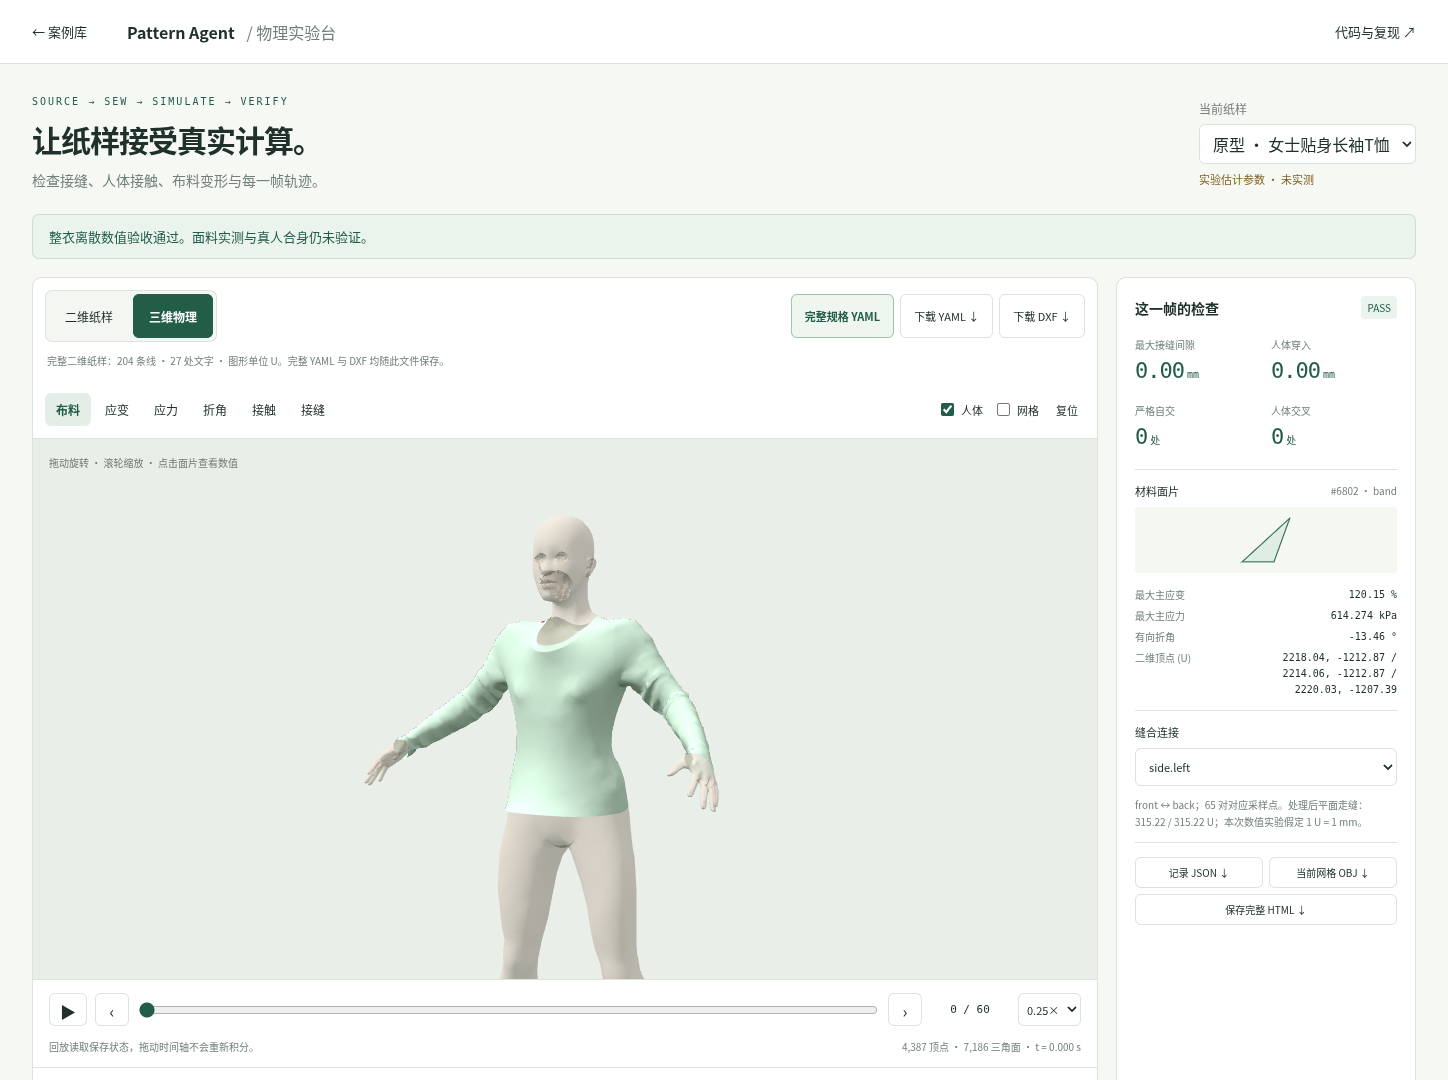 ← 案例库
Pattern Agent / 物理实验台
代码与复现 ↗
SOURCE → SEW → SIMULATE → VERIFY
让纸样接受真实计算。
检查接缝、人体接触、布料变形与每一帧轨迹。
当前纸样
原型 · 女士贴身长袖T恤
实验估计参数 · 未实测
整衣离散数值验收通过。面料实测与真人合身仍未验证。
二维纸样 三维物理
完整规格 YAML 下载 YAML ↓ 下载 DXF ↓
完整二维纸样：204 条线 · 27 处文字 · 图形单位 U。完整 YAML 与 DXF 均随此文件保存。
布料 应变 应力 折角 接触 接缝
人体 网格 复位
拖动旋转 · 滚轮缩放 · 点击面片查看数值
‹ › 0 / 60 0.25×
回放读取保存状态，拖动时间轴不会重新积分。
4,387 顶点 · 7,186 三角面 · t = 0.000 s
这一帧的检查 PASS
最大接缝间隙 人体穿入
0.00 mm 0.00 mm
严格自交 人体交叉
0 处 0 处
材料面片 #6802 · band
最大主应变 120.15 %
最大主应力 614.274 kPa
有向折角 -13.46 °
二维顶点 (U) 2218.04, -1212.87 /
2214.06, -1212.87 /
2220.03, -1207.39
缝合连接
side.left
front ↔ back；65 对对应采样点。处理后平面走缝：
315.22 / 315.22 U；本次数值实验假定 1 U = 1 mm。
记录 JSON ↓ 当前网格 OBJ ↓
保存完整 HTML ↓